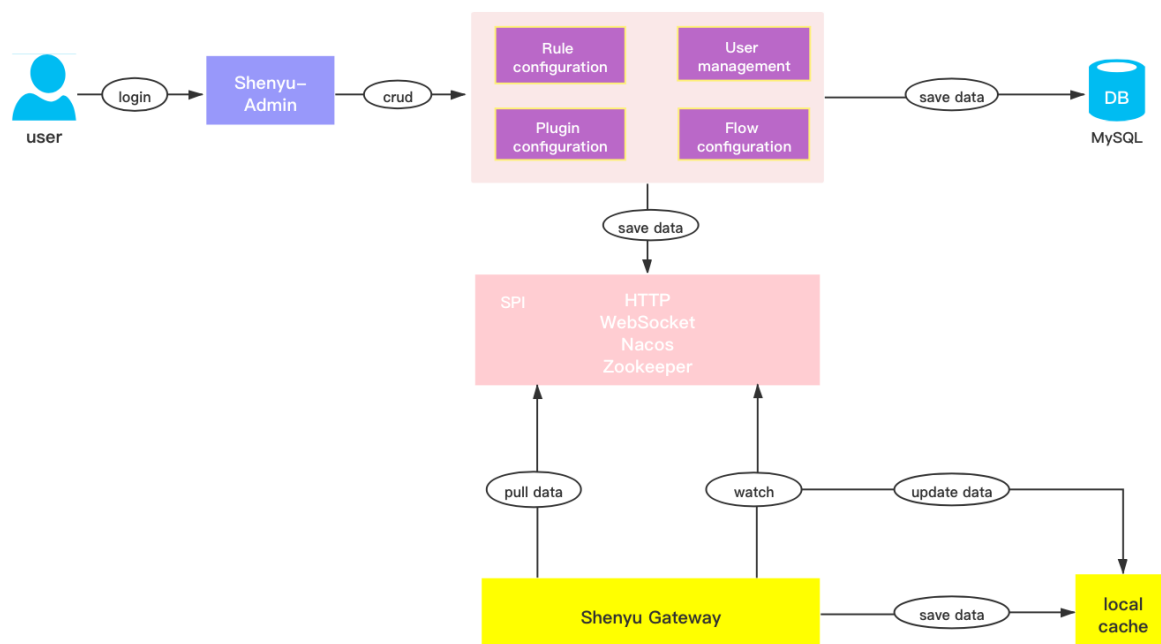 Rule
configuration
User
management
Shenyu-
Admin
login
crud
save data
DB
user
Plugin
configuration
Flow
configuration
MySQL
save data
SPI
HTTP
WebSocket
Nacos
Zookeeper
pull data
watch
update data
Shenyu Gateway
save data
local
cache